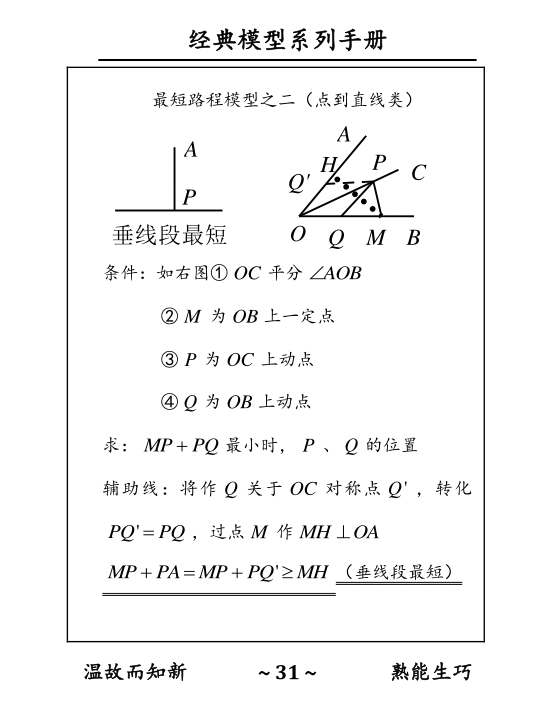 经典模型系列手册
最短路程模型之二（点到直线类）
A
P
垂线段最短
A
H
P
C
Q'
O Q M B
条件：如右图① OC 平分 ∠AOB
② M 为 OB 上一定点
③ P 为 OC 上动点
④ Q 为 OB 上动点
求： MP + PQ 最小时， P 、 Q 的位置
辅助线：将作 Q 关于 OC 对称点 Q' ，转化
PQ' = PQ ，过点 M 作 MH ⊥ OA
MP + PA = MP + PQ' ≥ MH （垂线段最短）
温故而知新 ~ 31 ~ 熟能生巧